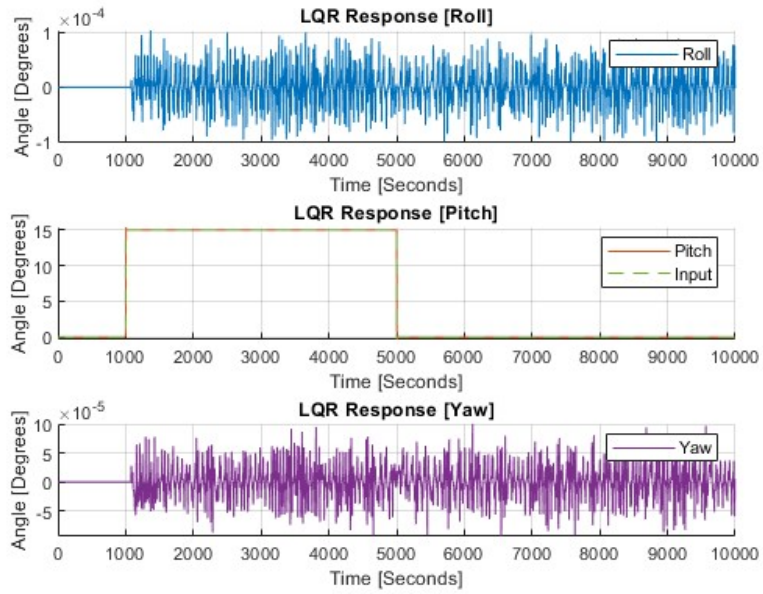 LQR Response [Roll]
×10⁻⁴
Angle [Degrees]
1
0
-1
Roll
0 1000 2000 3000 4000 5000 6000 7000 8000 9000 10000
Time [Seconds]
LQR Response [Pitch]
Angle [Degrees]
15
10
5
0
Pitch
Input
0 1000 2000 3000 4000 5000 6000 7000 8000 9000 10000
Time [Seconds]
LQR Response [Yaw]
×10⁻⁵
Angle [Degrees]
10
5
0
-5
Yaw
0 1000 2000 3000 4000 5000 6000 7000 8000 9000 10000
Time [Seconds]